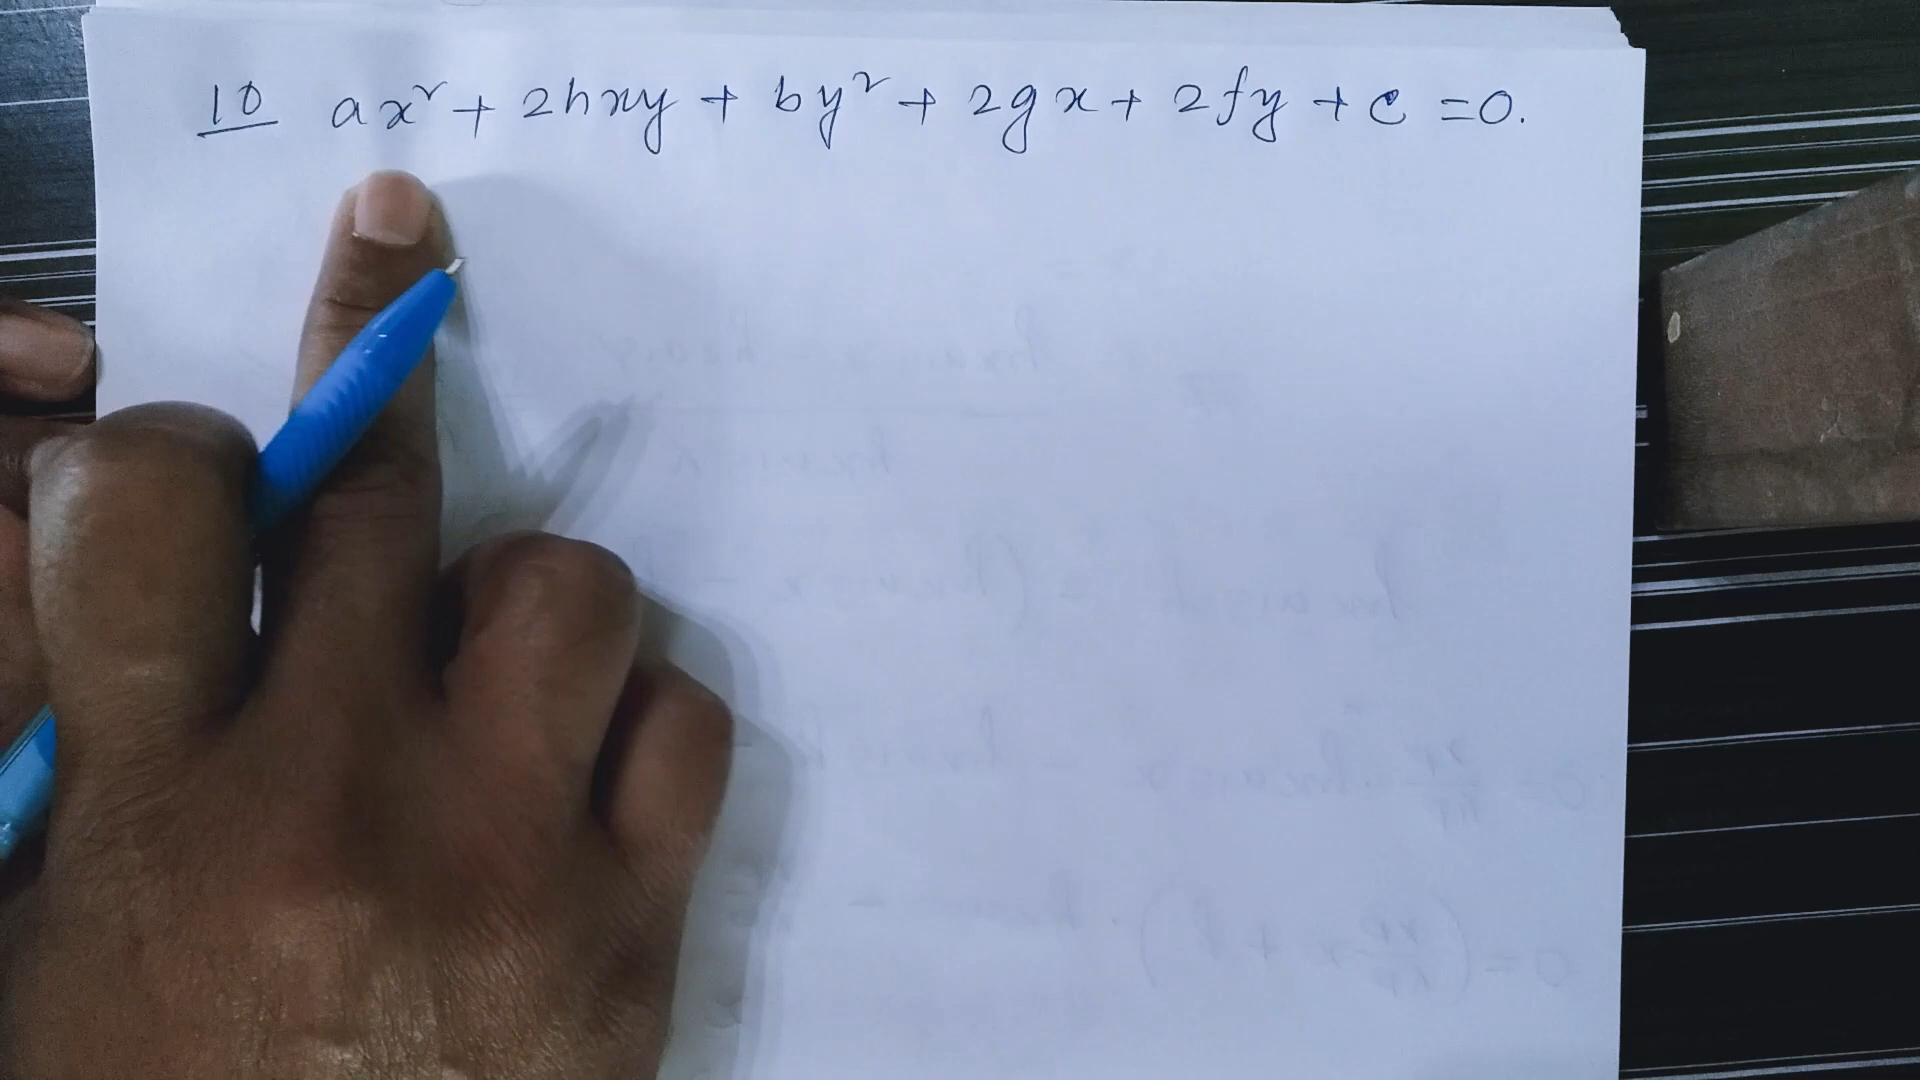 10 ax² + 2hxy + by² + 2gx + 2fy + c = 0.